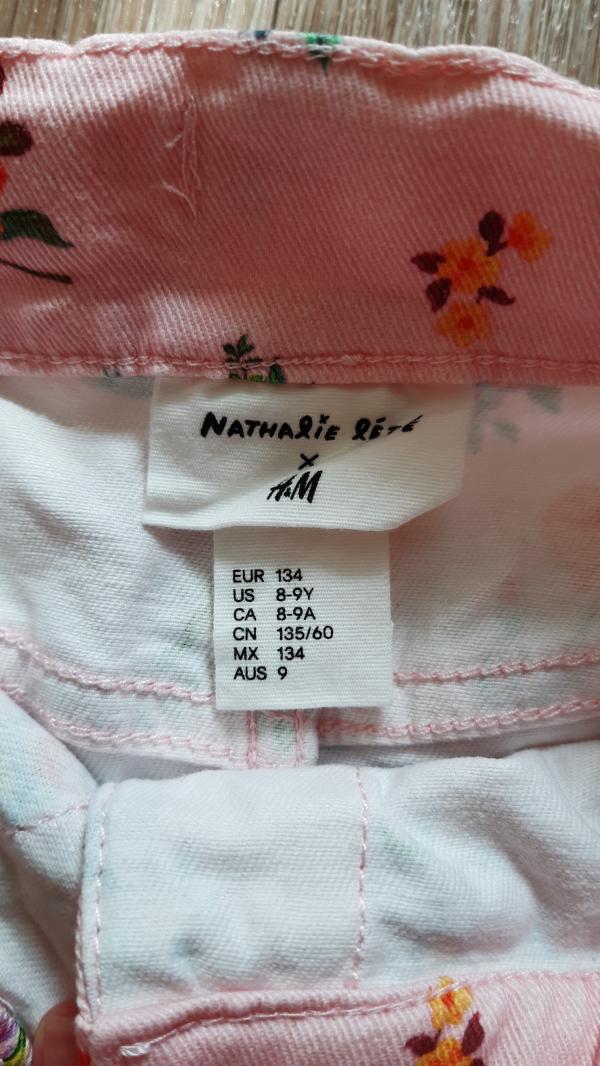 NATHALIE LÉTÉ
×
H&M
EUR 134
US 8-9Y
CA 8-9A
CN 135/60
MX 134
AUS 9